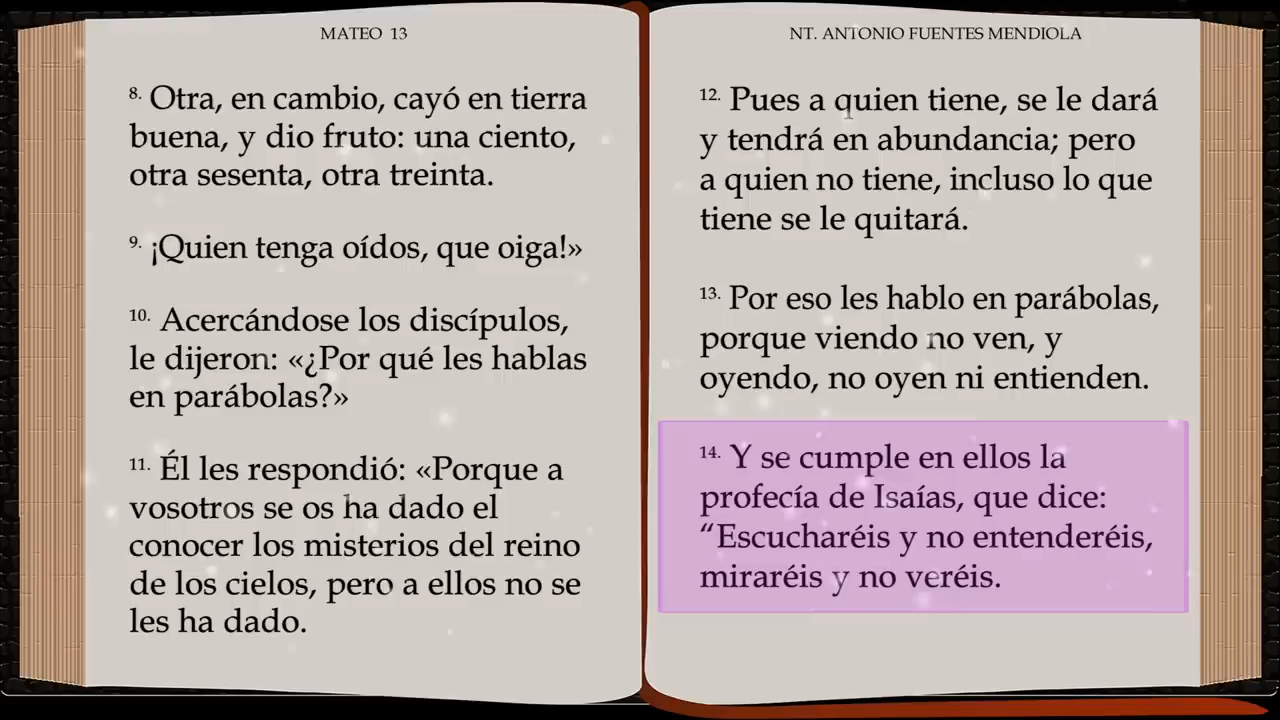 MATEO 13
8. Otra, en cambio, cayó en tierra
buena, y dio fruto: una ciento,
otra sesenta, otra treinta.
9. ¡Quien tenga oídos, que oiga!»
10. Acercándose los discípulos,
le dijeron: «¿Por qué les hablas
en parábolas?»
11. Él les respondió: «Porque a
vosotros se os ha dado el
conocer los misterios del reino
de los cielos, pero a ellos no se
les ha dado.
NT. ANTONIO FUENTES MENDIOLA
12. Pues a quien tiene, se le dará
y tendrá en abundancia; pero
a quien no tiene, incluso lo que
tiene se le quitará.
13. Por eso les hablo en parábolas,
porque viendo no ven, y
oyendo, no oyen ni entienden.
14. Y se cumple en ellos la
profecía de Isaías, que dice:
“Escucharéis y no entenderéis,
miraréis y no veréis.